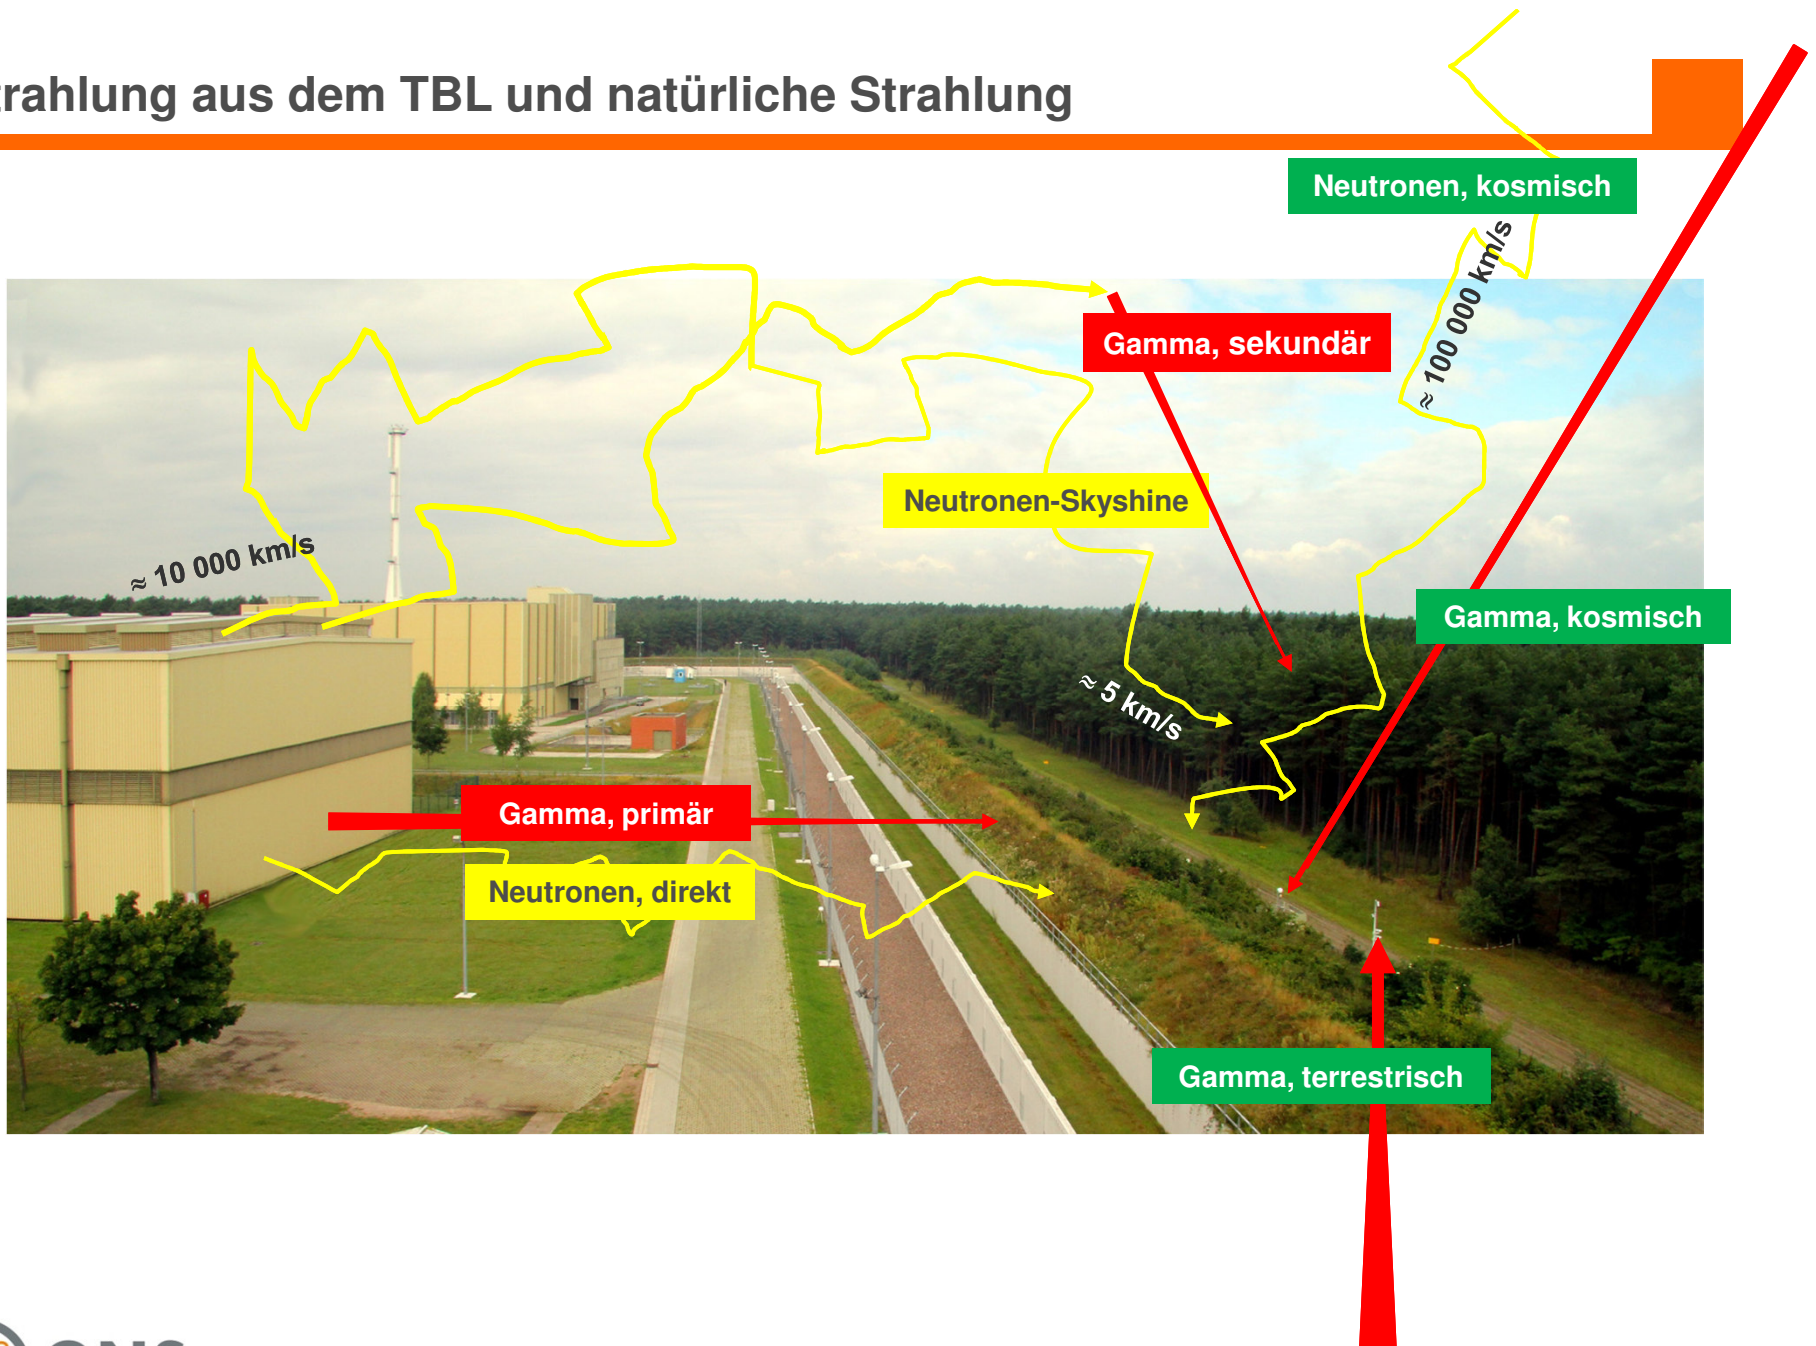 trahlung aus dem TBL und natürliche Strahlung
Neutronen, kosmisch
≈ 100 000 km/s
Gamma, sekundär
Neutronen-Skyshine
≈ 10 000 km/s
Gamma, kosmisch
≈ 5 km/s
Gamma, primär
Neutronen, direkt
Gamma, terrestrisch